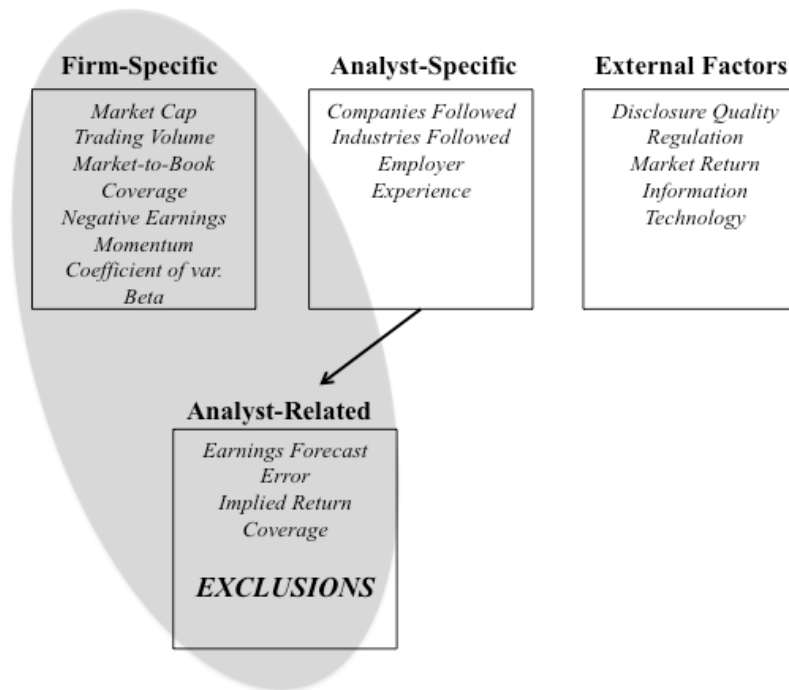 Firm-Specific
Market Cap
Trading Volume
Market-to-Book
Coverage
Negative Earnings
Momentum
Coefficient of var.
Beta
Analyst-Specific
Companies Followed
Industries Followed
Employer
Experience
External Factors
Disclosure Quality
Regulation
Market Return
Information
Technology
Analyst-Related
Earnings Forecast
Error
Implied Return
Coverage
EXCLUSIONS